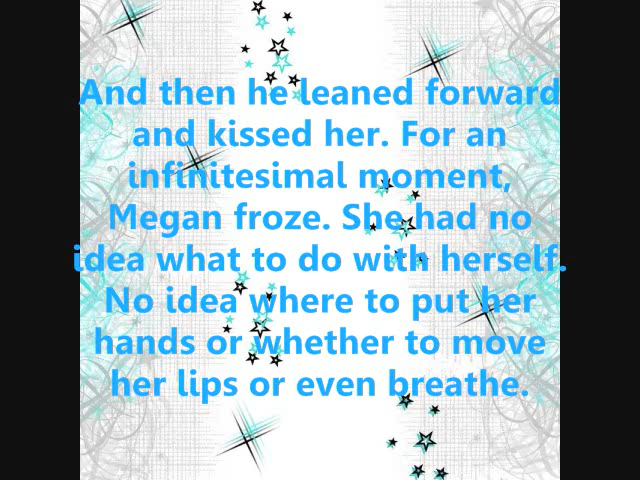 And then he leaned forward
and kissed her. For an
infinitesimal moment,
Megan froze. She had no
idea what to do with herself.
No idea where to put her
hands or whether to move
her lips or even breathe.